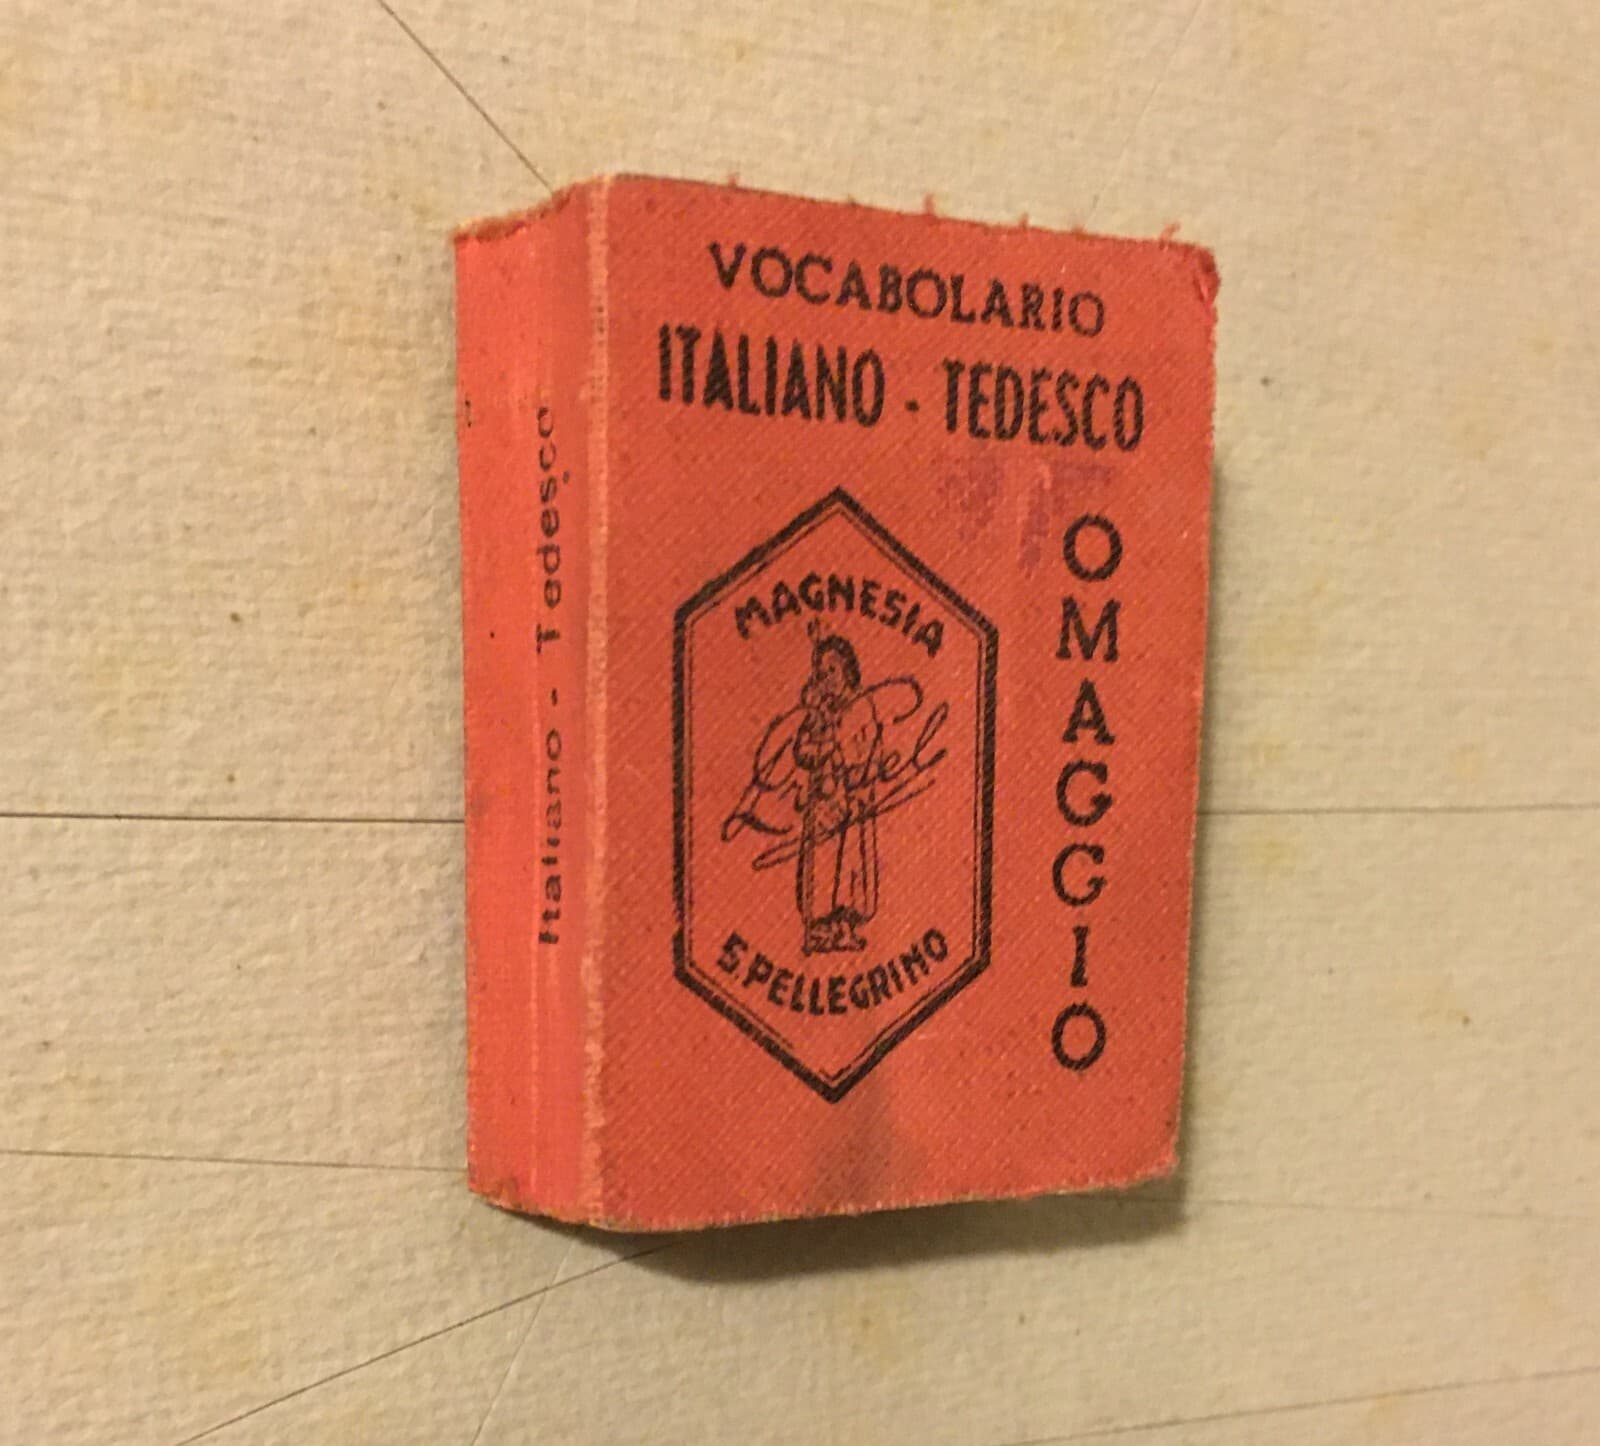 VOCABOLARIO
ITALIANO - TEDESCO
OMAGGIO
MAGNESIA
S.PELLEGRINO
Italiano - Tedesco